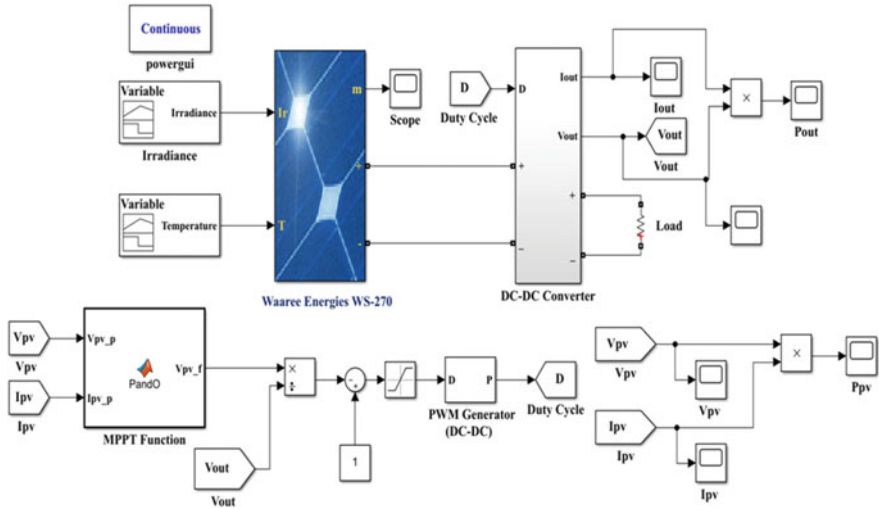 Continuous
powergui
Variable
Irradiance
Irradiance
Variable
Temperature
Ir
T
m
+
-
Waaree Energies WS-270
Scope
D
Duty Cycle
D
+
−
Iout
Vout
+
−
DC-DC Converter
Iout
Vout
Vout
Load
×
Pout
Vpv
Vpv
Ipv
Ipv
Vpv_p
Ipv_p
PandO
Vpv_f
MPPT Function
Vout
Vout
×
÷
-
+
1
D
P
PWM Generator
(DC-DC)
D
Duty Cycle
Vpv
Vpv
Vpv
Ipv
Ipv
Ipv
×
Ppv